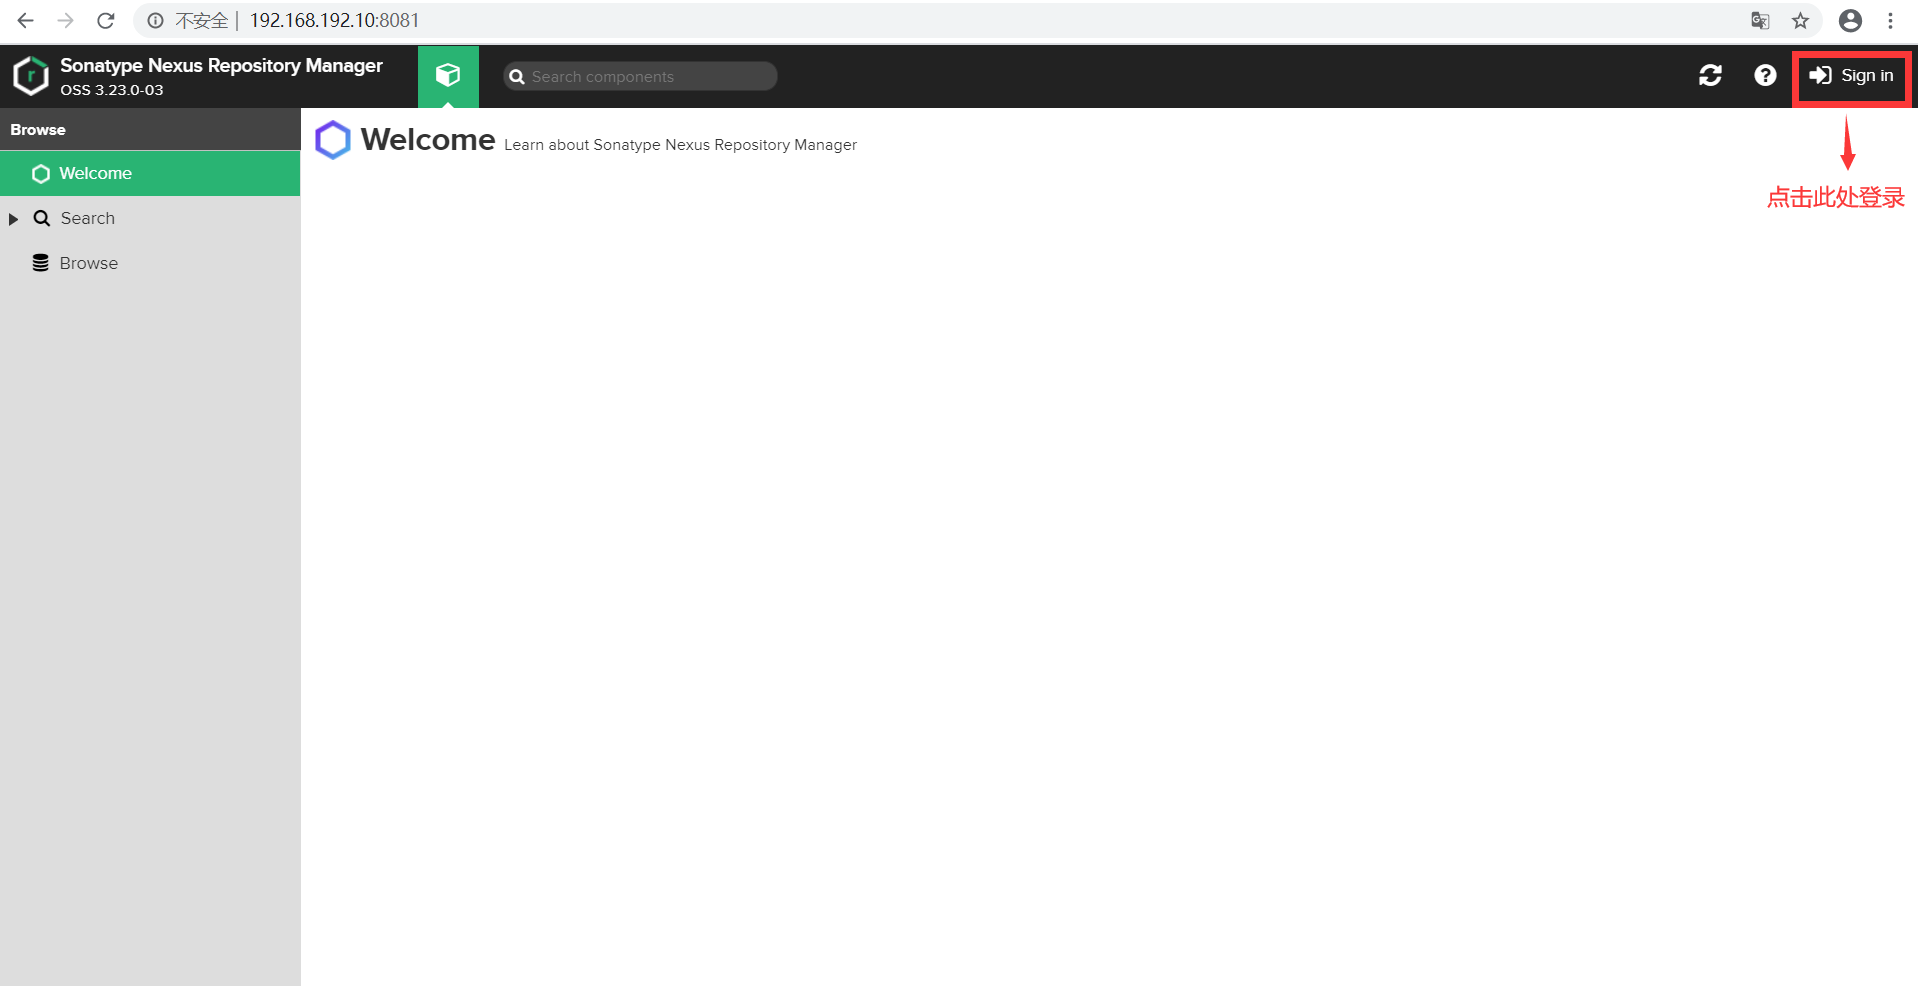 不安全 | 192.168.192.10:8081
Sonatype Nexus Repository Manager
OSS 3.23.0-03
Search components
Sign in
Browse
Welcome
Search
Browse
Welcome Learn about Sonatype Nexus Repository Manager
点击此处登录